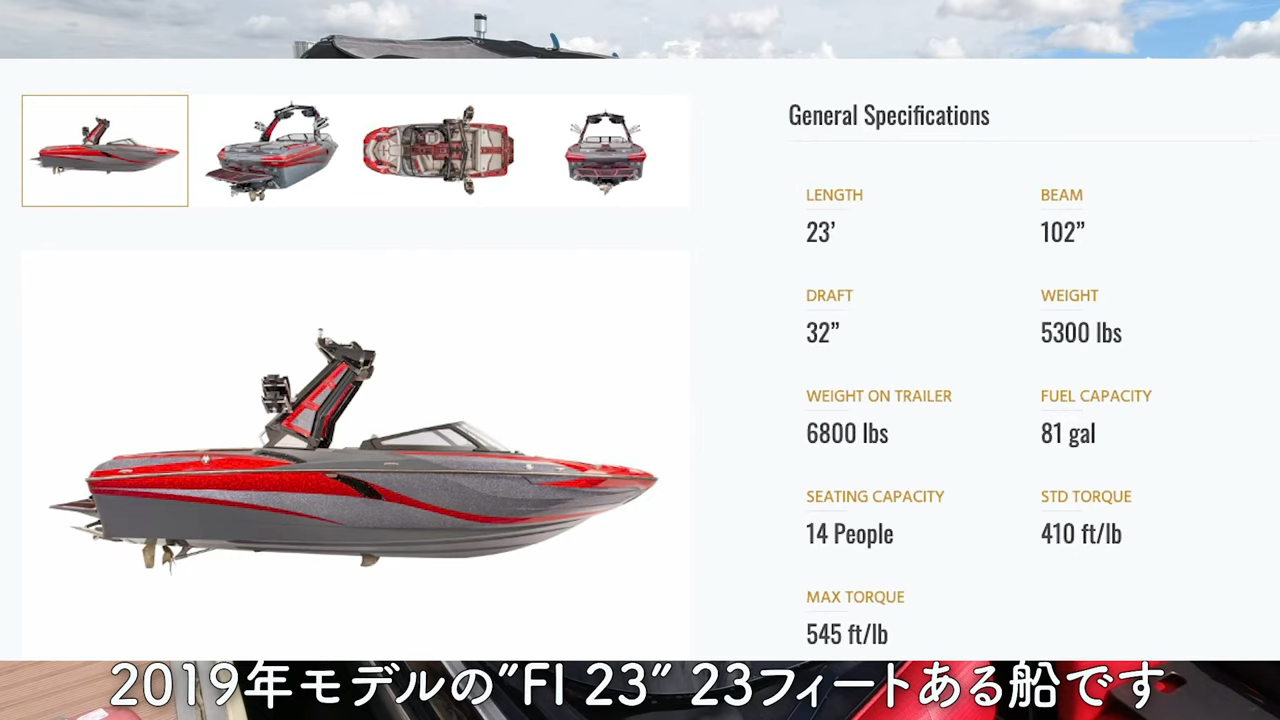 General Specifications
LENGTH
23’
BEAM
102”
DRAFT
32”
WEIGHT
5300 lbs
WEIGHT ON TRAILER
6800 lbs
FUEL CAPACITY
81 gal
SEATING CAPACITY
14 People
STD TORQUE
410 ft/lb
MAX TORQUE
545 ft/lb
2019年モデルの”FI 23” 23フィートある船です